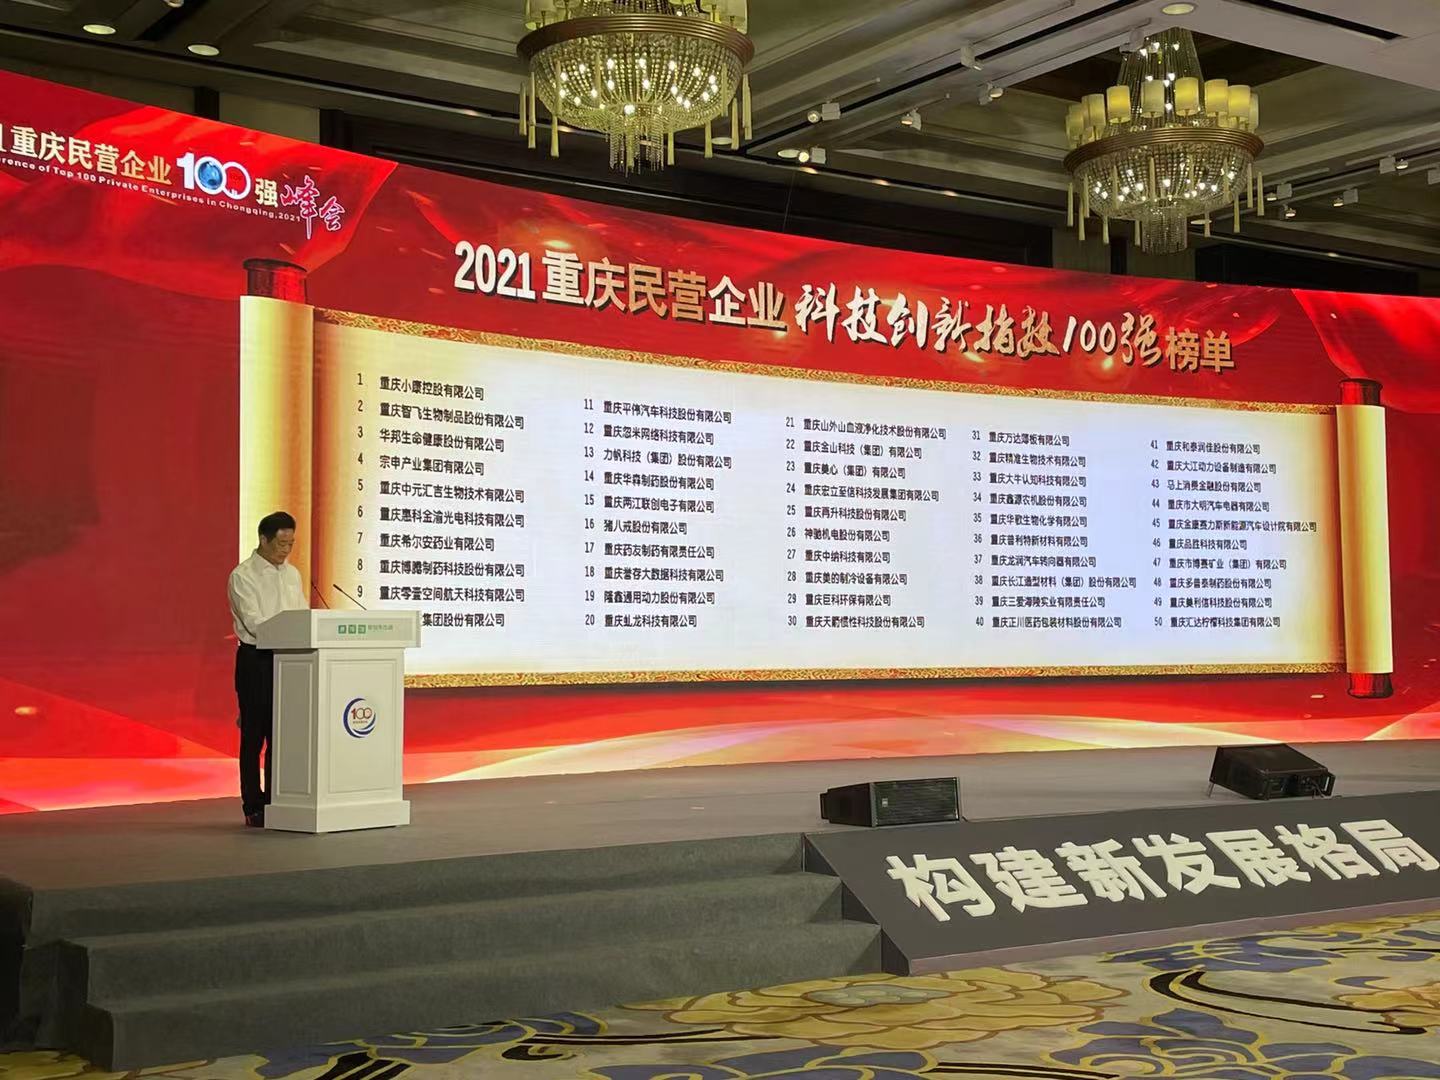 1重庆民营企业100强峰会
rence of Top 100 Private Enterprises in Chongqing,2021
2021重庆民营企业科技创新指数100强榜单
1 重庆小康控股有限公司
2 重庆智飞生物制品股份有限公司
3 华邦生命健康股份有限公司
4 宗申产业集团有限公司
5 重庆中元汇吉生物技术有限公司
6 重庆惠科金渝光电科技有限公司
7 重庆希尔安药业有限公司
8 重庆博腾制药科技股份有限公司
9 重庆零壹空间航天科技有限公司
集团股份有限公司
11 重庆平伟汽车科技股份有限公司
12 重庆忽米网络科技有限公司
13 力帆科技（集团）股份有限公司
14 重庆华森制药股份有限公司
15 重庆两江联创电子有限公司
16 猪八戒股份有限公司
17 重庆药友制药有限责任公司
18 重庆誉存大数据科技有限公司
19 隆鑫通用动力股份有限公司
20 重庆虬龙科技有限公司
21 重庆山外山血液净化技术股份有限公司
22 重庆金山科技（集团）有限公司
23 重庆美心（集团）有限公司
24 重庆宏立至信科技发展集团有限公司
25 重庆再升科技股份有限公司
26 神驰机电股份有限公司
27 重庆中纳科技有限公司
28 重庆美的制冷设备有限公司
29 重庆巨科环保有限公司
30 重庆天箭惯性科技股份有限公司
31 重庆万达薄板有限公司
32 重庆精准生物技术有限公司
33 重庆大牛认知科技有限公司
34 重庆鑫源农机股份有限公司
35 重庆华歌生物化学有限公司
36 重庆普利特新材料有限公司
37 重庆龙润汽车转向器有限公司
38 重庆长江造型材料（集团）股份有限公司
39 重庆三爱海陵实业有限责任公司
40 重庆正川医药包装材料股份有限公司
41 重庆和泰润佳股份有限公司
42 重庆大江动力设备制造有限公司
43 马上消费金融股份有限公司
44 重庆市大明汽车电器有限公司
45 重庆金康赛力斯新能源汽车设计院有限公司
46 重庆品胜科技有限公司
47 重庆市博赛矿业（集团）有限公司
48 重庆多普泰制药股份有限公司
49 重庆美利信科技股份有限公司
50 重庆汇达柠檬科技集团有限公司
100
构建新发展格局